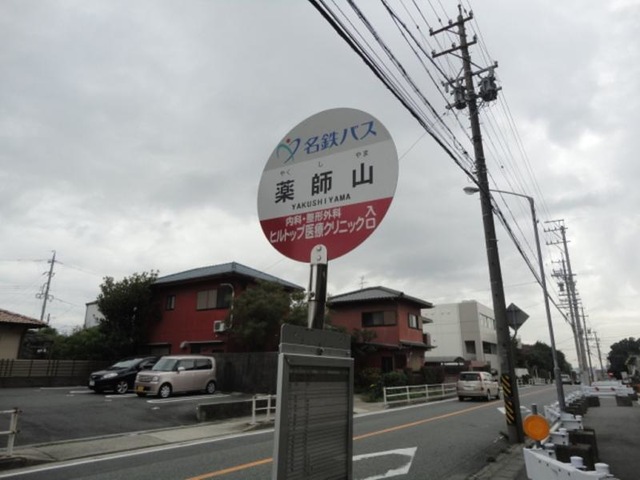 名鉄バス
やく し やま
薬師山
YAKUSHIYAMA
内科・整形外科
ヒルトップ医療クリニック 入口